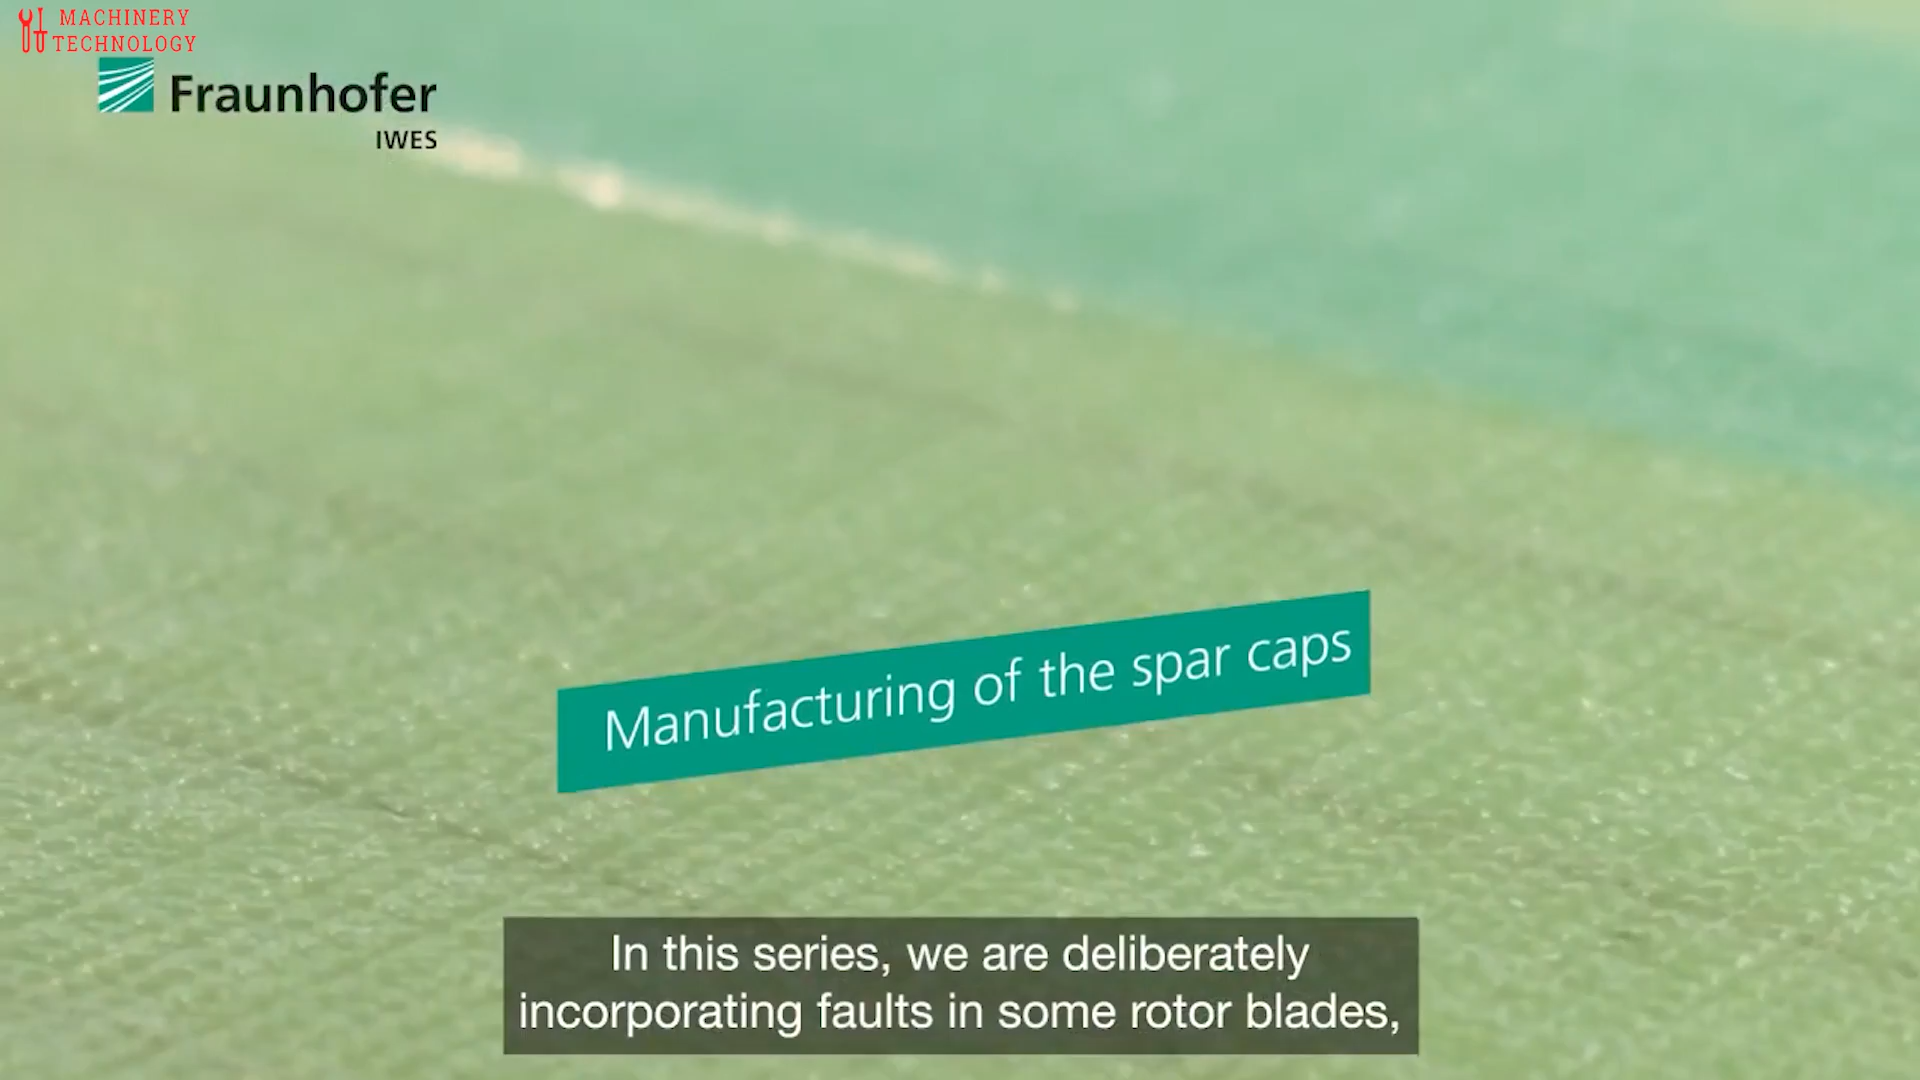 MACHINERY
TECHNOLOGY
Fraunhofer
IWES
Manufacturing of the spar caps
In this series, we are deliberately
incorporating faults in some rotor blades,